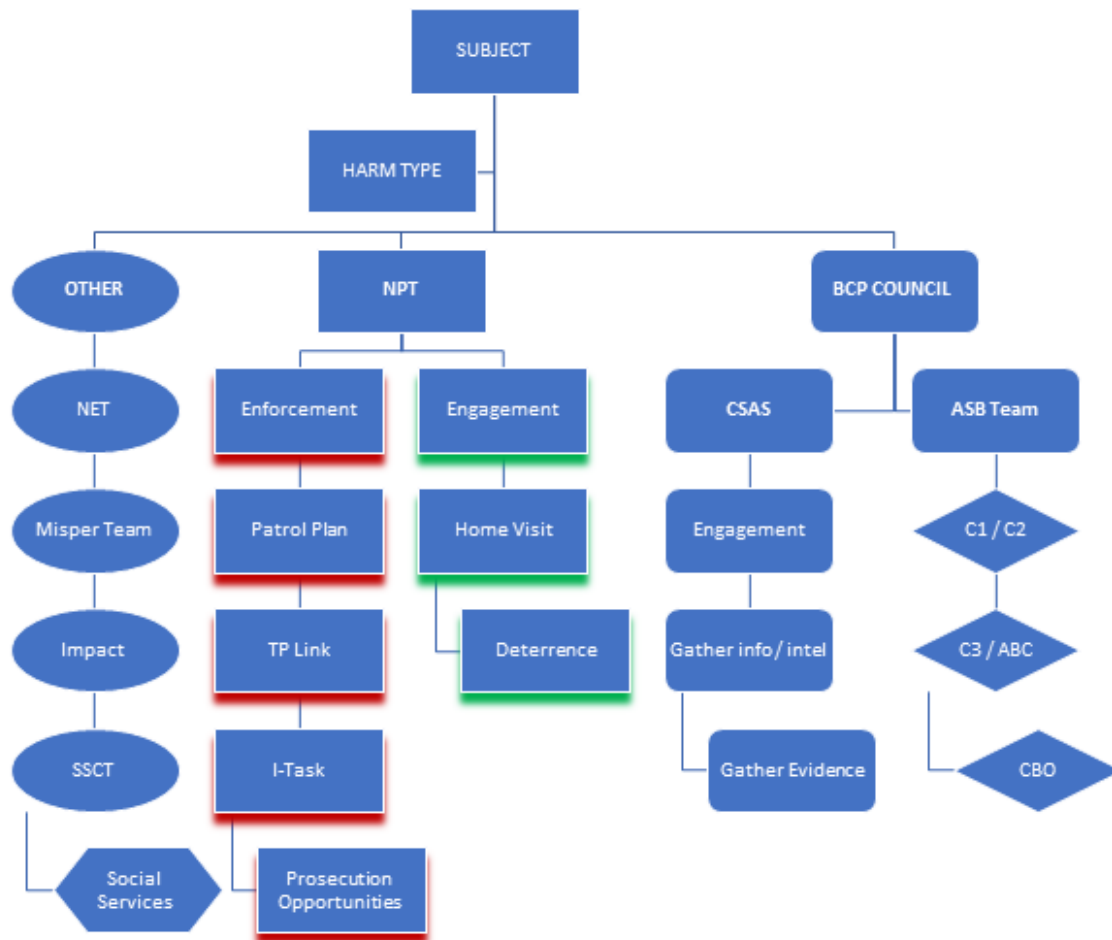 SUBJECT
HARM TYPE
OTHER
NPT
BCP COUNCIL
NET
Enforcement
Engagement
CSAS
ASB Team
Misper Team
Patrol Plan
Home Visit
Engagement
C1 / C2
Impact
TP Link
Deterrence
Gather info / intel
C3 / ABC
SSCT
I-Task
Gather Evidence
CBO
Social
Services
Prosecution
Opportunities